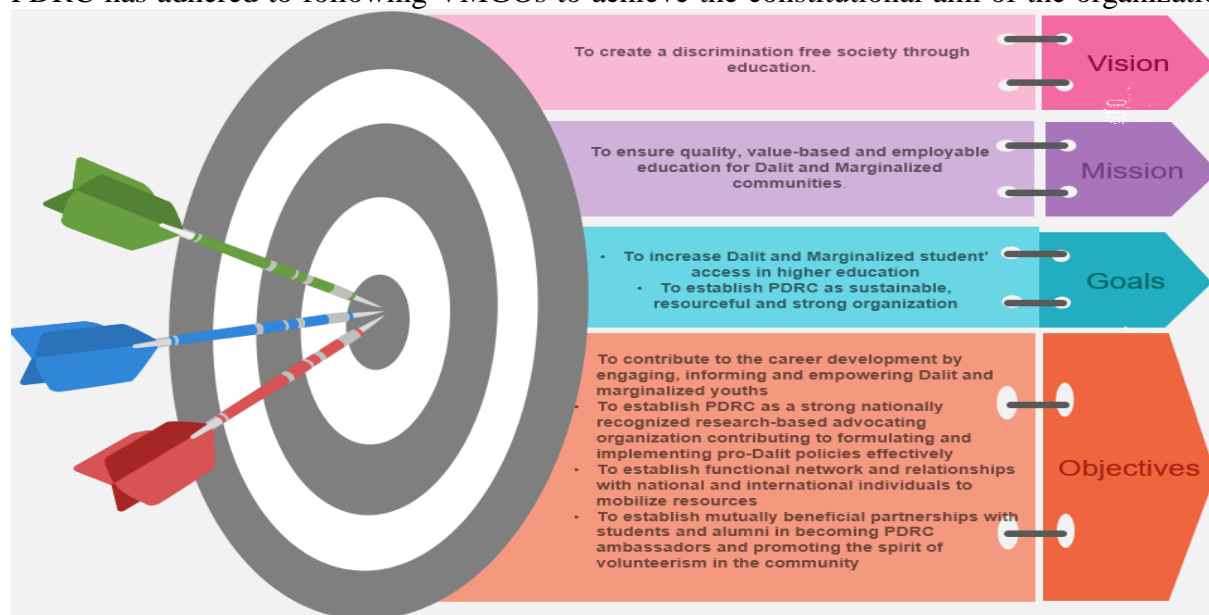 PDRC has adhered to following VMGOs to achieve the constitutional aim of the organizatio
To create a discrimination free society through
education.
Vision
To ensure quality, value-based and employable
education for Dalit and Marginalized
communities.
Mission
• To increase Dalit and Marginalized student'
access in higher education
• To establish PDRC as sustainable,
resourceful and strong organization
Goals
To contribute to the career development by
engaging, informing and empowering Dalit and
marginalized youths
• To establish PDRC as a strong nationally
recognized research-based advocating
organization contributing to formulating and
implementing pro-Dalit policies effectively
• To establish functional network and relationships
with national and international individuals to
mobilize resources
• To establish mutually beneficial partnerships with
students and alumni in becoming PDRC
ambassadors and promoting the spirit of
volunteerism in the community
Objectives